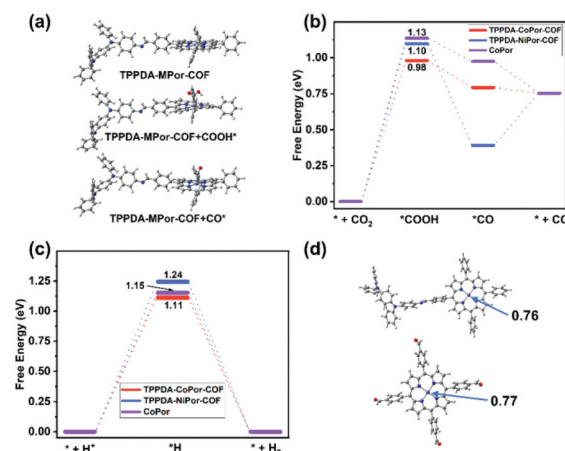 (a)
TPPDA-MPor-COF
TPPDA-MPor-COF+COOH*
TPPDA-MPor-COF+CO*
(b)
Free Energy (eV)
1.00
0.75
0.50
0.25
0.00
1.13
1.10
0.98
TPPDA-CoPor-COF
TPPDA-NiPor-COF
CoPor
* + CO₂
*COOH
*CO
* + CO
(c)
Free Energy (eV)
1.25
1.00
0.75
0.50
0.25
0.00
1.24
1.15
1.11
TPPDA-CoPor-COF
TPPDA-NiPor-COF
CoPor
* + H*
*H
* + H₂
(d)
0.76
0.77